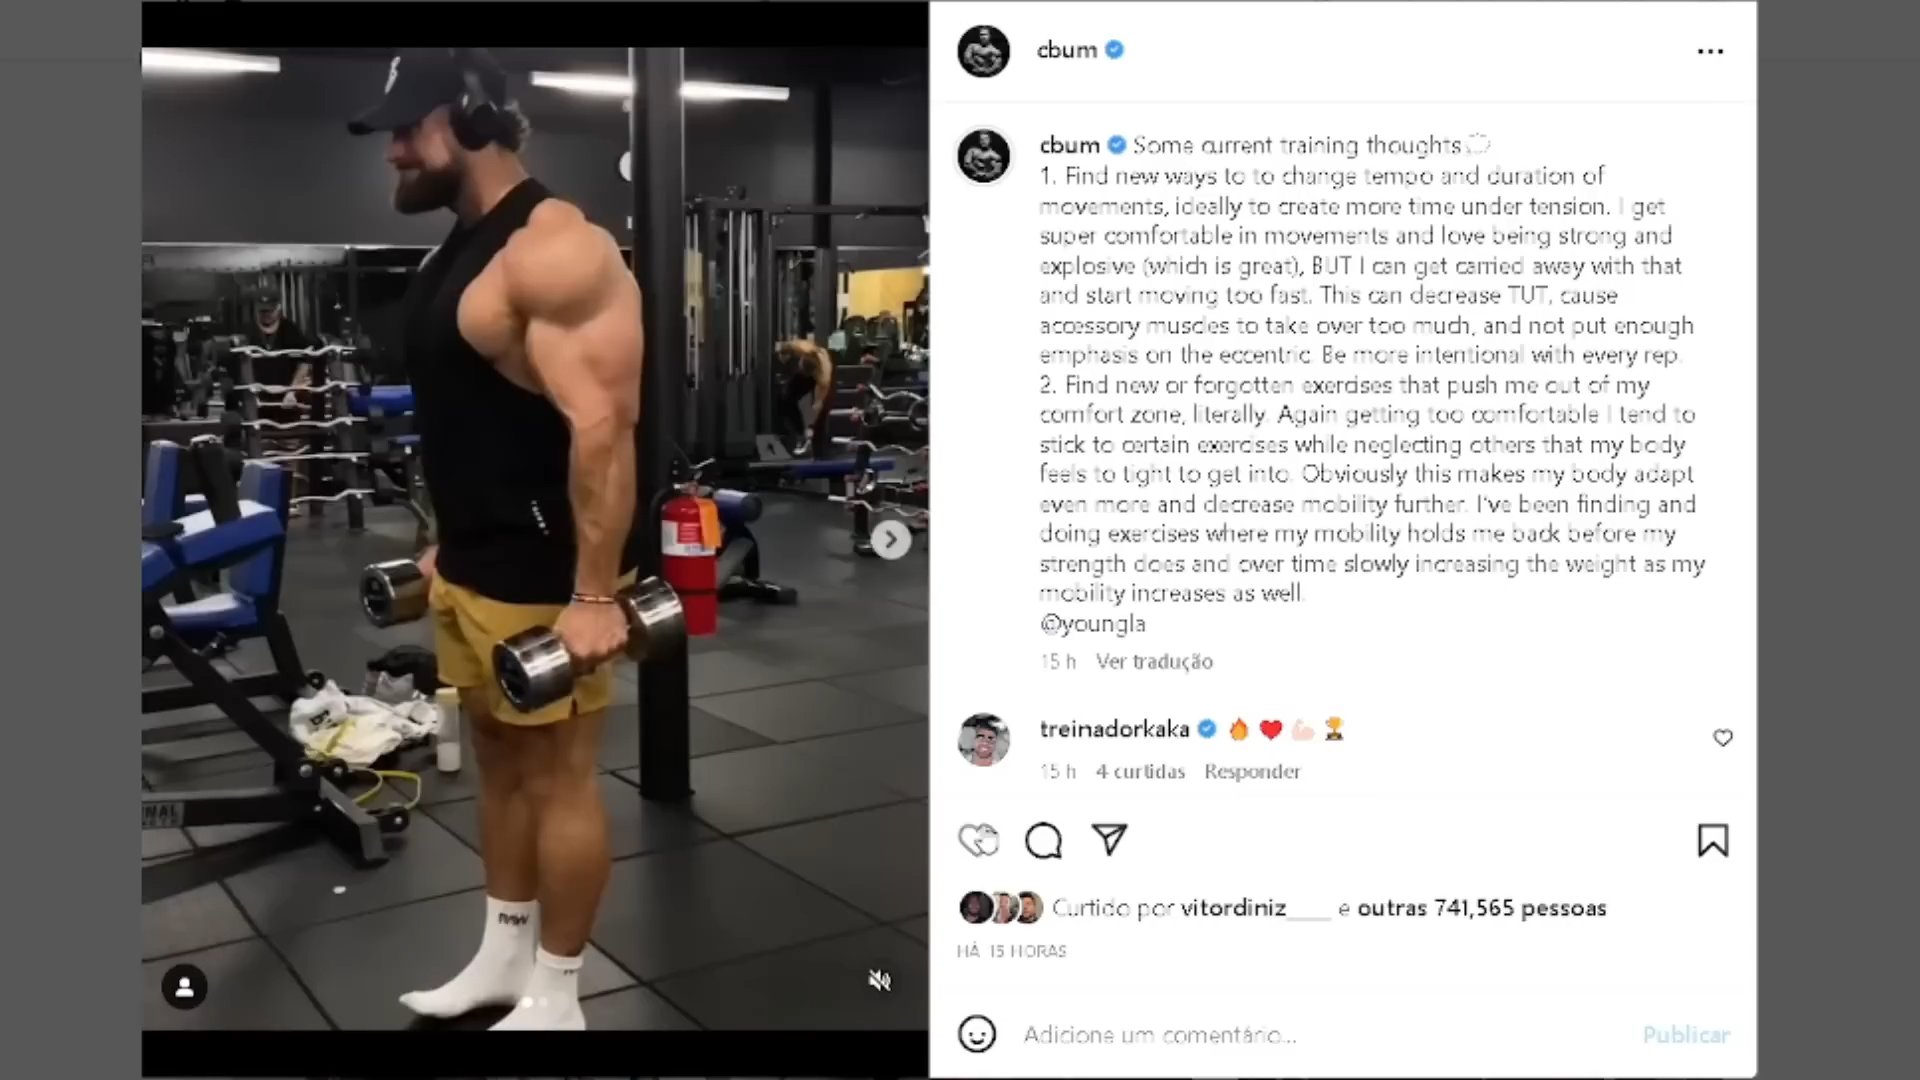 cbum
cbum Some current training thoughts
1. Find new ways to to change tempo and duration of
movements, ideally to create more time under tension. I get
super comfortable in movements and love being strong and
explosive (which is great), BUT I can get carried away with that
and start moving too fast. This can decrease TUT, cause
accessory muscles to take over too much, and not put enough
emphasis on the eccentric. Be more intentional with every rep.
2. Find new or forgotten exercises that push me out of my
comfort zone, literally. Again getting too comfortable I tend to
stick to certain exercises while neglecting others that my body
feels to tight to get into. Obviously this makes my body adapt
even more and decrease mobility further. I've been finding and
doing exercises where my mobility holds me back before my
strength does and over time slowly increasing the weight as my
mobility increases as well.
@youngla
15 h Ver tradução
treinadorkaka 🔥 ❤️ 💪🏻 🏆
15 h 4 curtidas Responder
Curtido por vitordiniz____ e outras 741,565 pessoas
HÁ 15 HORAS
Adicione um comentário... Publicar
RAW